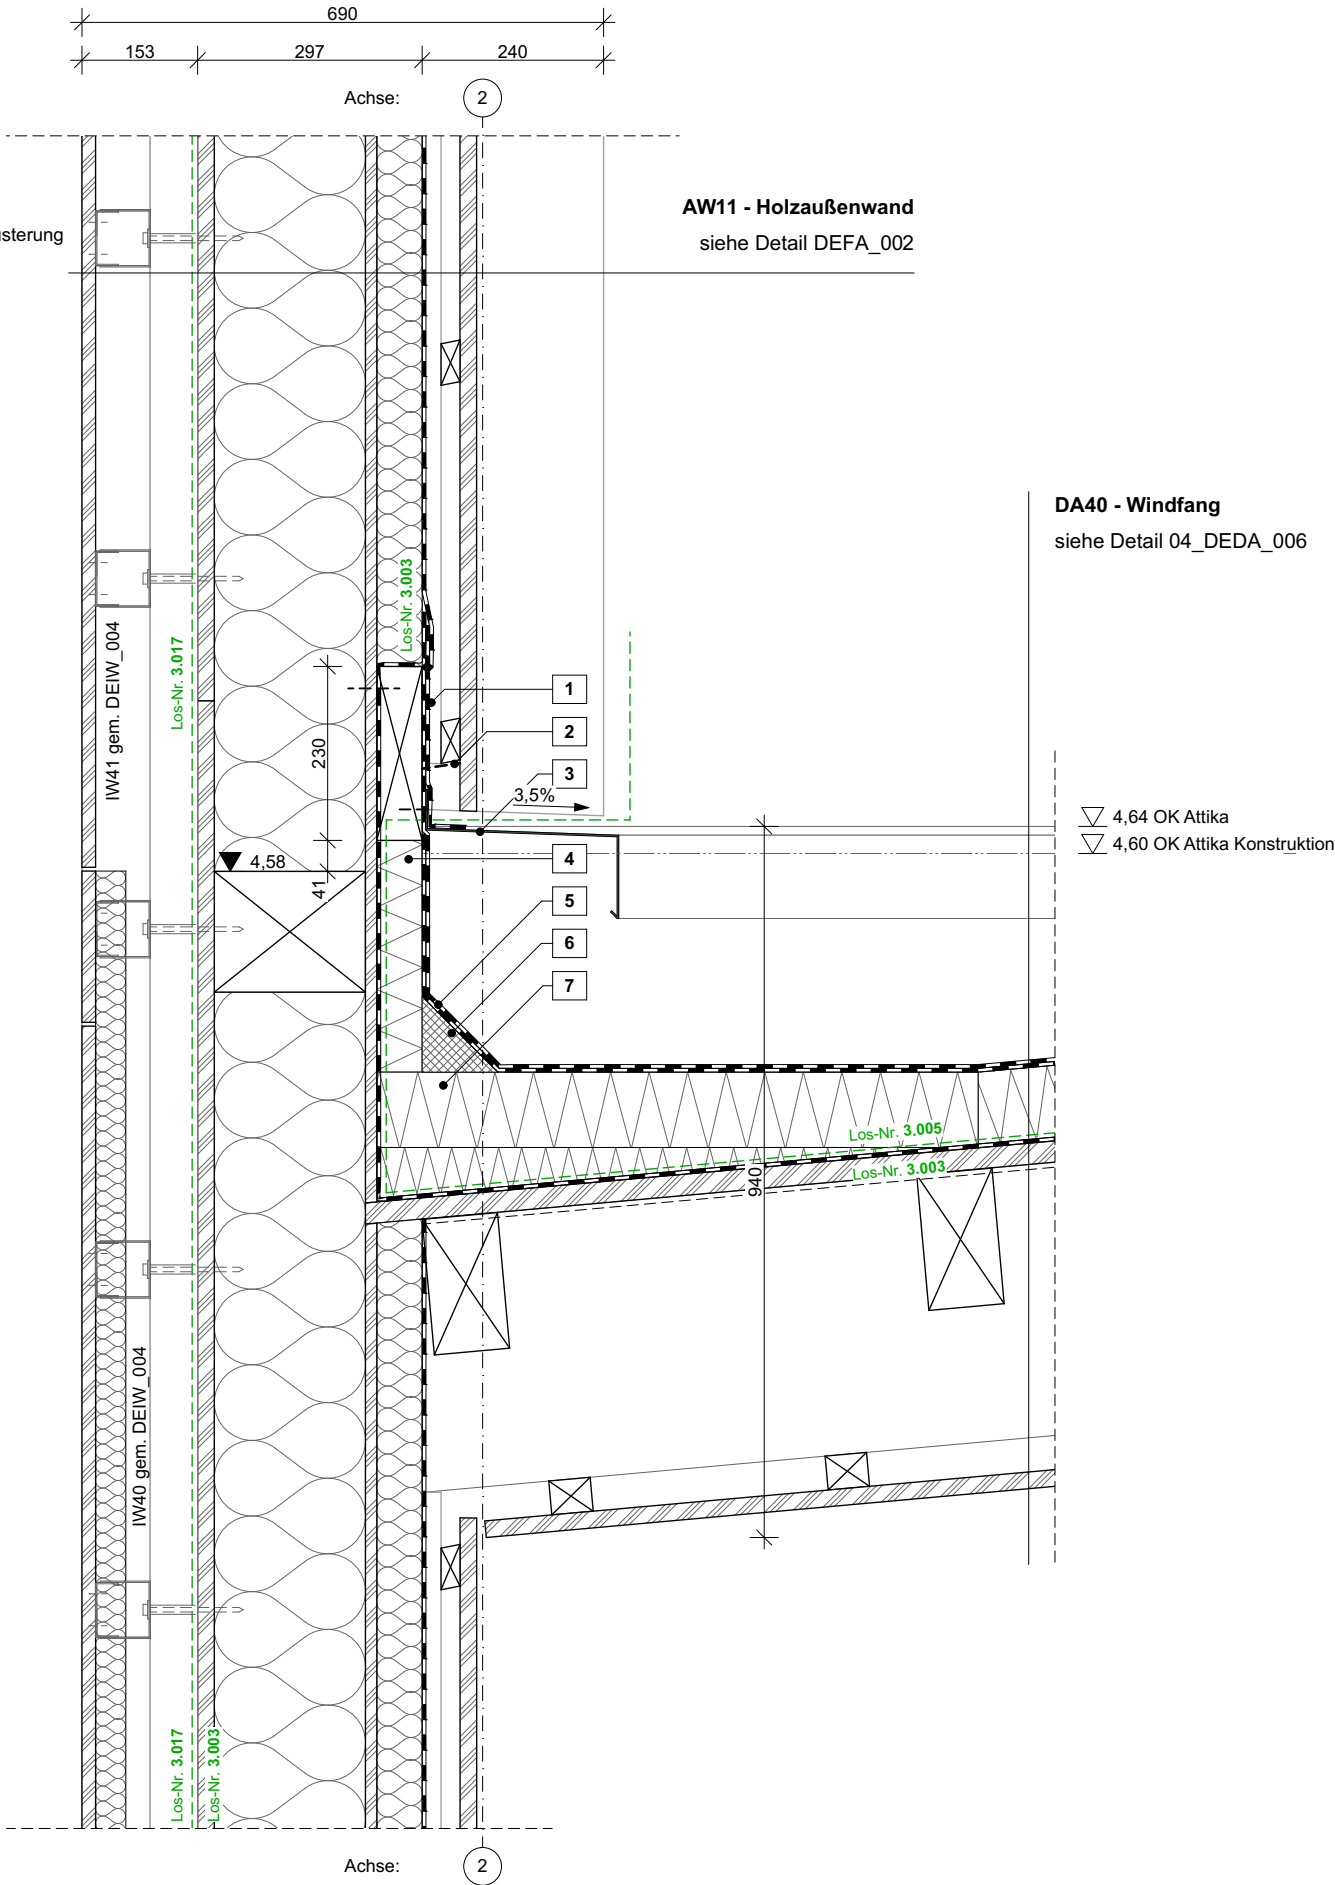 690
153
297
240
Achse:
2
AW11 - Holzaußenwand
siehe Detail DEFA_002
DA40 - Windfang
siehe Detail 04_DEDA_006
Los-Nr. 3.003
Los-Nr. 3.017
IW41 gem. DEIW_004
230
1
2
3
3,5%
4,64 OK Attika
4,60 OK Attika Konstruktion
4,58
41
4
5
6
7
Los-Nr. 3.005
Los-Nr. 3.003
940
IW40 gem. DEIW_004
Los-Nr. 3.017
Los-Nr. 3.003
Achse:
2